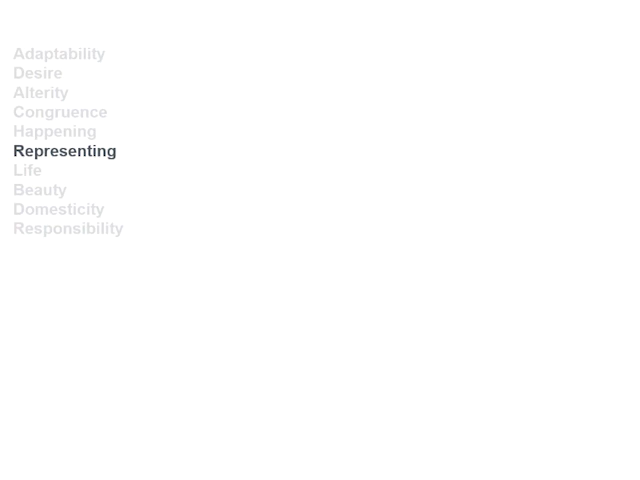 Adaptability
Desire
Alterity
Congruence
Happening
Representing
Life
Beauty
Domesticity
Responsibility